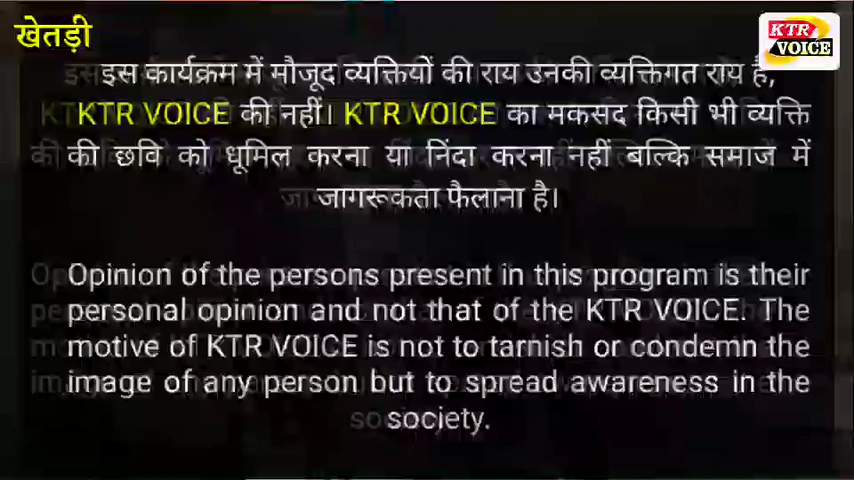 खेतड़ी
KTR
VOICE
इस कार्यक्रम में मौजूद व्यक्तियों की राय उनकी व्यक्तिगत राय है,
KTR VOICE की नहीं। KTR VOICE का मकसद किसी भी व्यक्ति
की छवि को धूमिल करना या निंदा करना नहीं बल्कि समाज में
जागरूकता फैलाना है।
Opinion of the persons present in this program is their
personal opinion and not that of the KTR VOICE. The
motive of KTR VOICE is not to tarnish or condemn the
image of any person but to spread awareness in the
society.